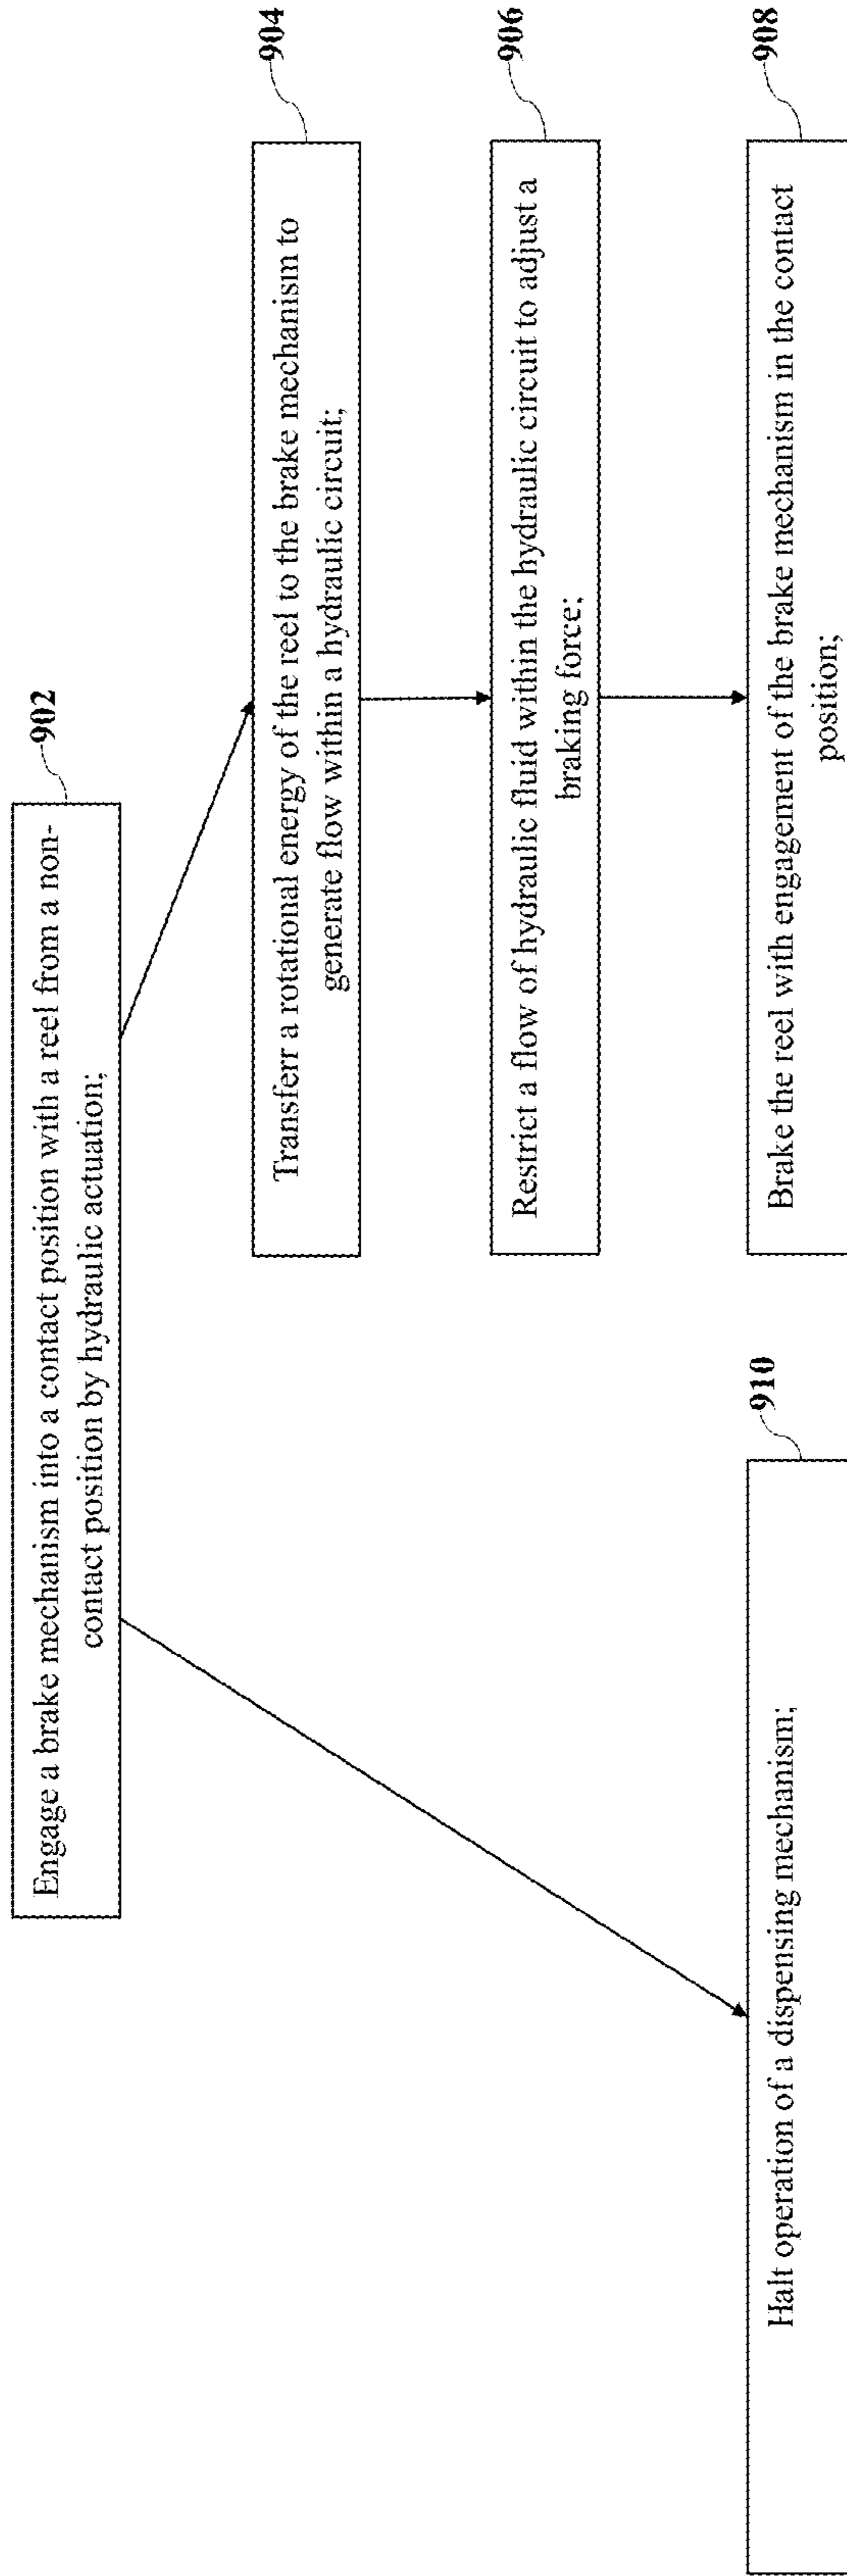 902
Engage a brake mechanism into a contact position with a reel from a non-
contact position by hydraulic actuation;
904
Transferr a rotational energy of the reel to the brake mechanism to
generate flow within a hydraulic circuit;
906
Restrict a flow of hydraulic fluid within the hydraulic circuit to adjust a
braking force;
908
Brake the reel with engagement of the brake mechanism in the contact
position;
910
Halt operation of a dispensing mechanism;